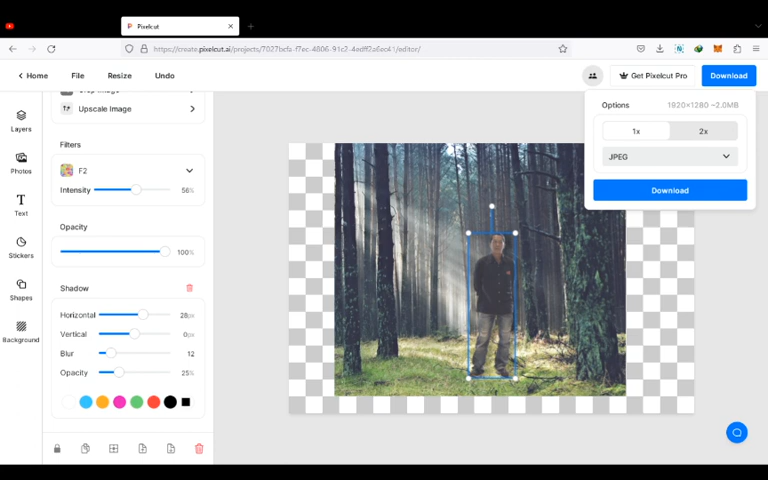 Pixelcut
https://create.pixelcut.ai/projects/7027bcfa-f7ec-4806-91c2-4edff2a6ec41/editor/
Home File Resize Undo
Get Pixelcut Pro Download
Options 1920×1280 ~2.0MB
1x 2x
JPEG
Download
Layers
Photos
Text
Stickers
Shapes
Background
Upscale Image
Filters
F2
Intensity 56%
Opacity
100%
Shadow
Horizontal 28px
Vertical 0px
Blur 12
Opacity 25%